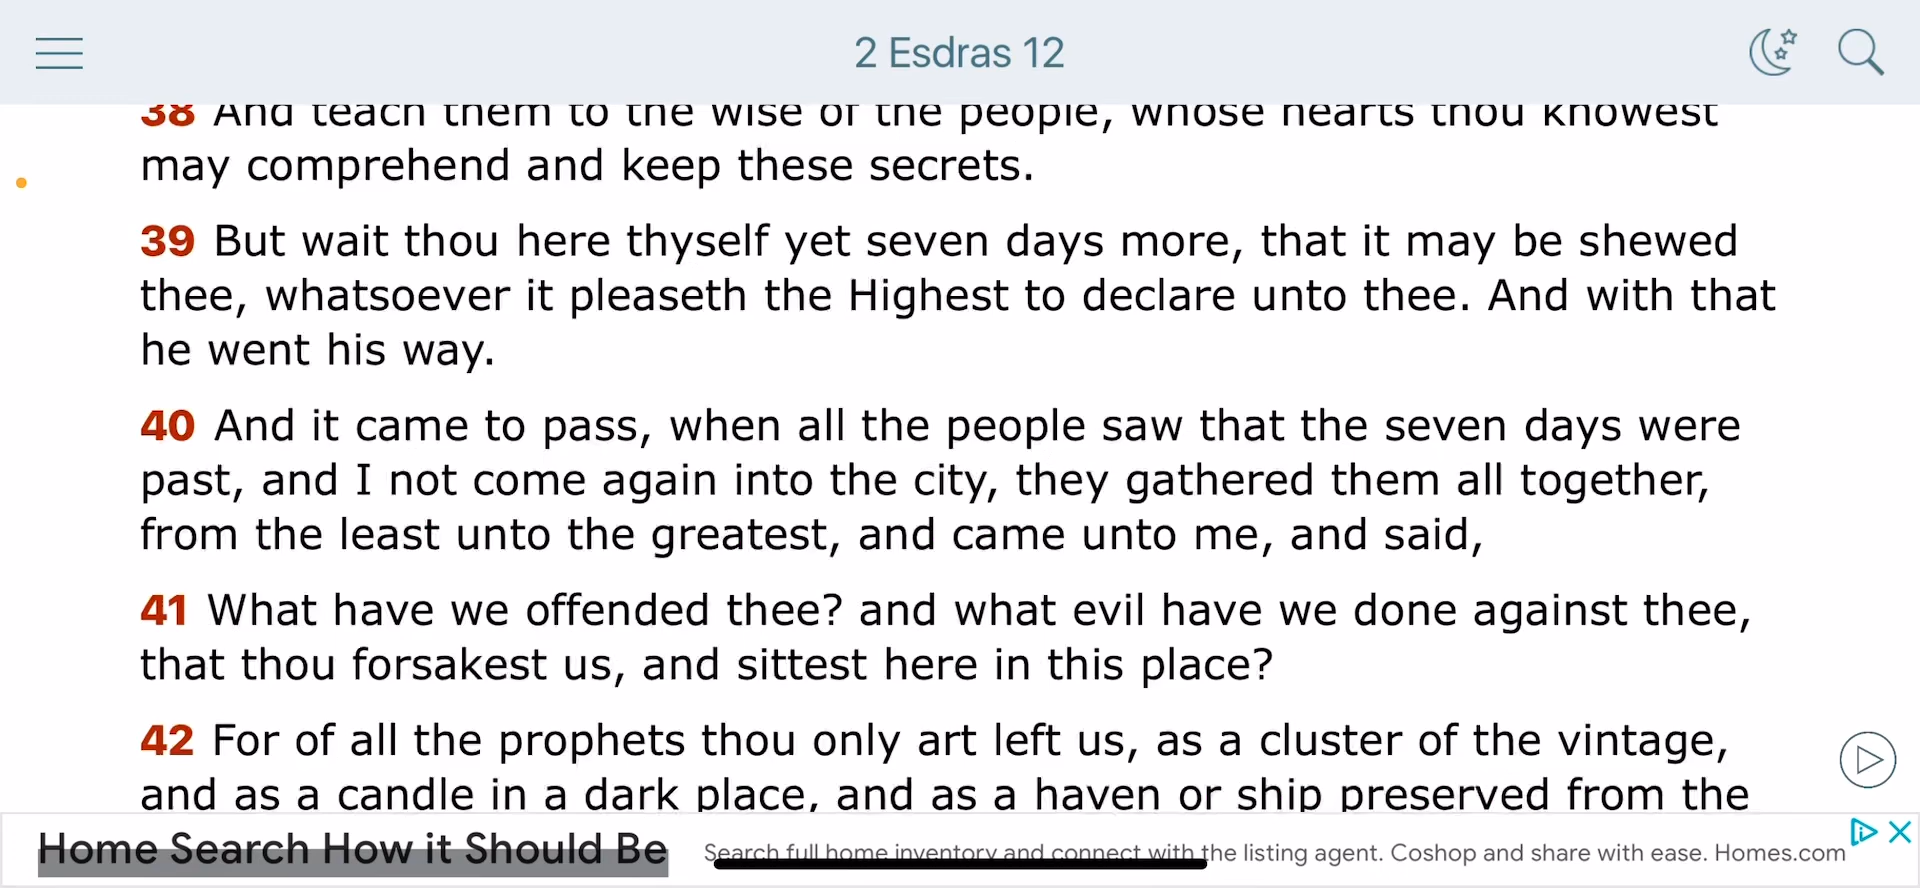 2 Esdras 12
38 And teach them to the wise of the people, whose hearts thou knowest
may comprehend and keep these secrets.
39 But wait thou here thyself yet seven days more, that it may be shewed
thee, whatsoever it pleaseth the Highest to declare unto thee. And with that
he went his way.
40 And it came to pass, when all the people saw that the seven days were
past, and I not come again into the city, they gathered them all together,
from the least unto the greatest, and came unto me, and said,
41 What have we offended thee? and what evil have we done against thee,
that thou forsakest us, and sittest here in this place?
42 For of all the prophets thou only art left us, as a cluster of the vintage,
and as a candle in a dark place, and as a haven or ship preserved from the
Home Search How it Should Be
Search full home inventory and connect with the listing agent. Coshop and share with ease. Homes.com